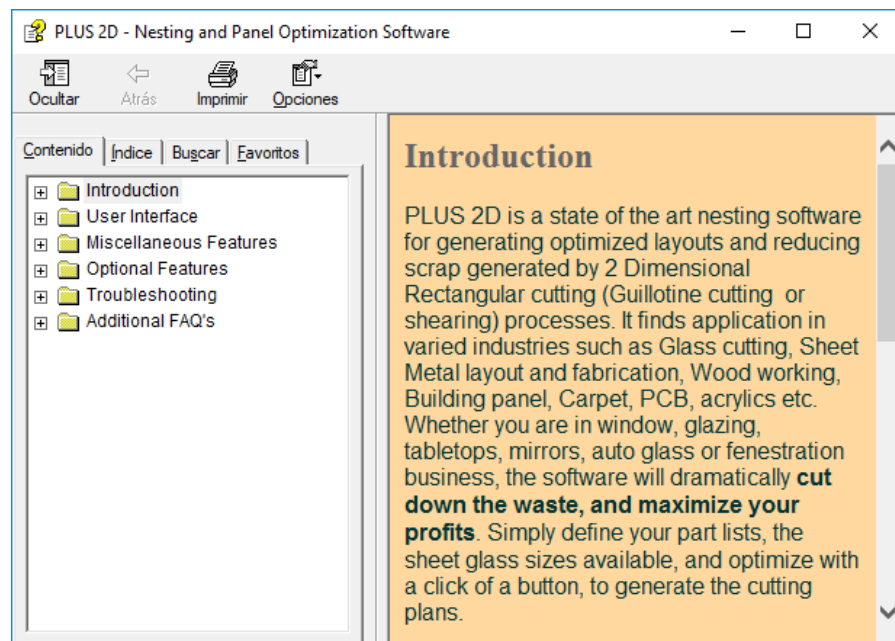 PLUS 2D - Nesting and Panel Optimization Software
Ocultar Atrás Imprimir Opciones
Contenido Índice Buscar Favoritos
Introduction
User Interface
Miscellaneous Features
Optional Features
Troubleshooting
Additional FAQ's
Introduction
PLUS 2D is a state of the art nesting software
for generating optimized layouts and reducing
scrap generated by 2 Dimensional
Rectangular cutting (Guillotine cutting or
shearing) processes. It finds application in
varied industries such as Glass cutting, Sheet
Metal layout and fabrication, Wood working,
Building panel, Carpet, PCB, acrylics etc.
Whether you are in window, glazing,
tabletops, mirrors, auto glass or fenestration
business, the software will dramatically cut
down the waste, and maximize your
profits. Simply define your part lists, the
sheet glass sizes available, and optimize with
a click of a button, to generate the cutting
plans.